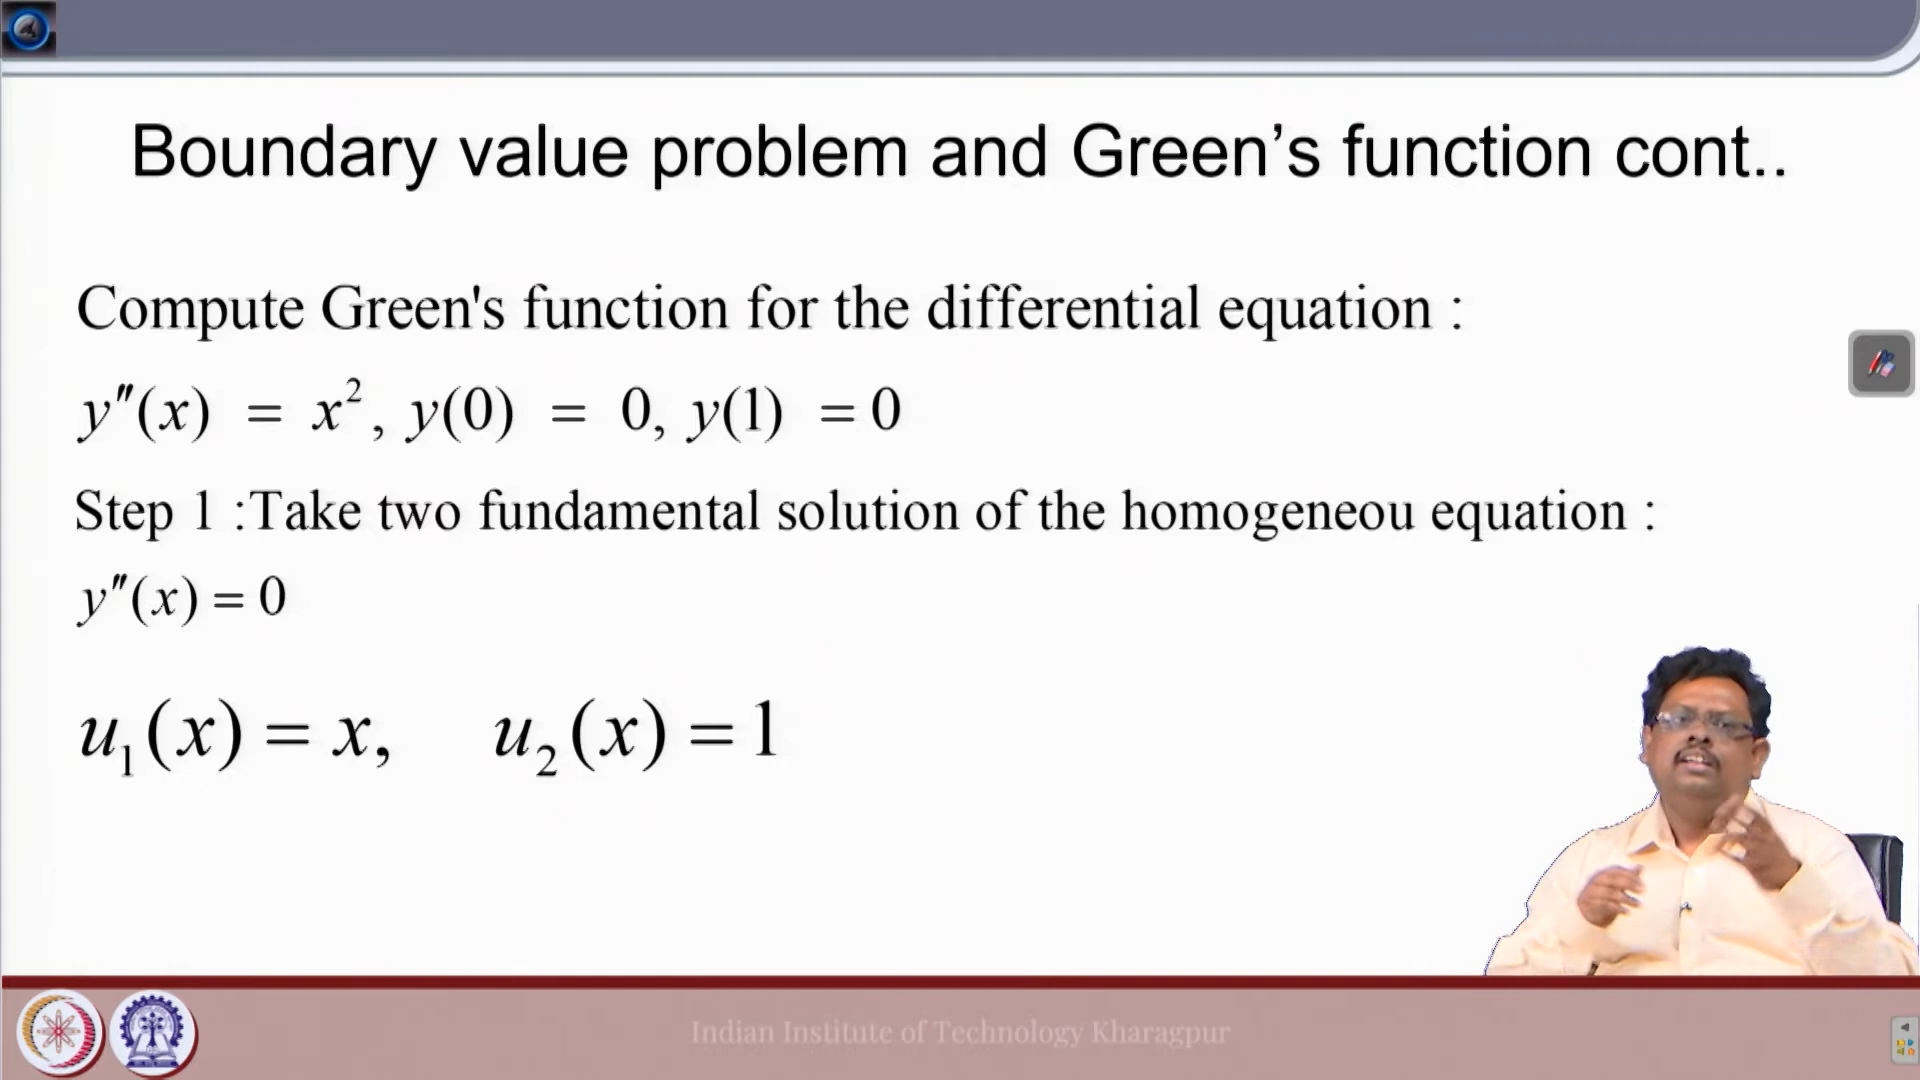 Boundary value problem and Green’s function cont..
Compute Green's function for the differential equation :
y″(x) = x², y(0) = 0, y(1) = 0
Step 1 :Take two fundamental solution of the homogeneou equation :
y″(x) = 0
u₁(x) = x, u₂(x) = 1
Indian Institute of Technology Kharagpur